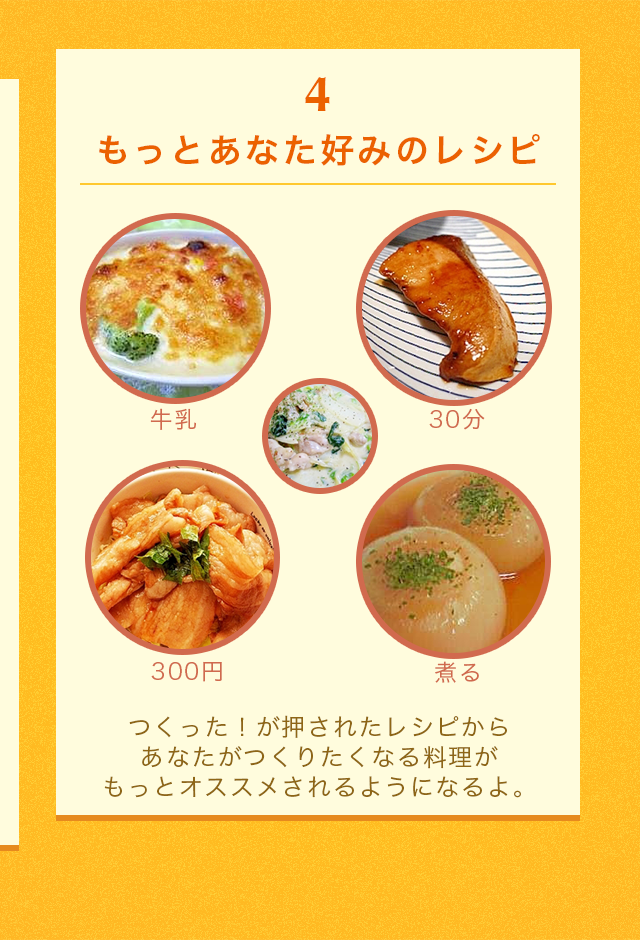 4
もっとあなた好みのレシピ
牛乳
30分
300円
煮る
つくった！が押されたレシピから
あなたがつくりたくなる料理が
もっとオススメされるようになるよ。